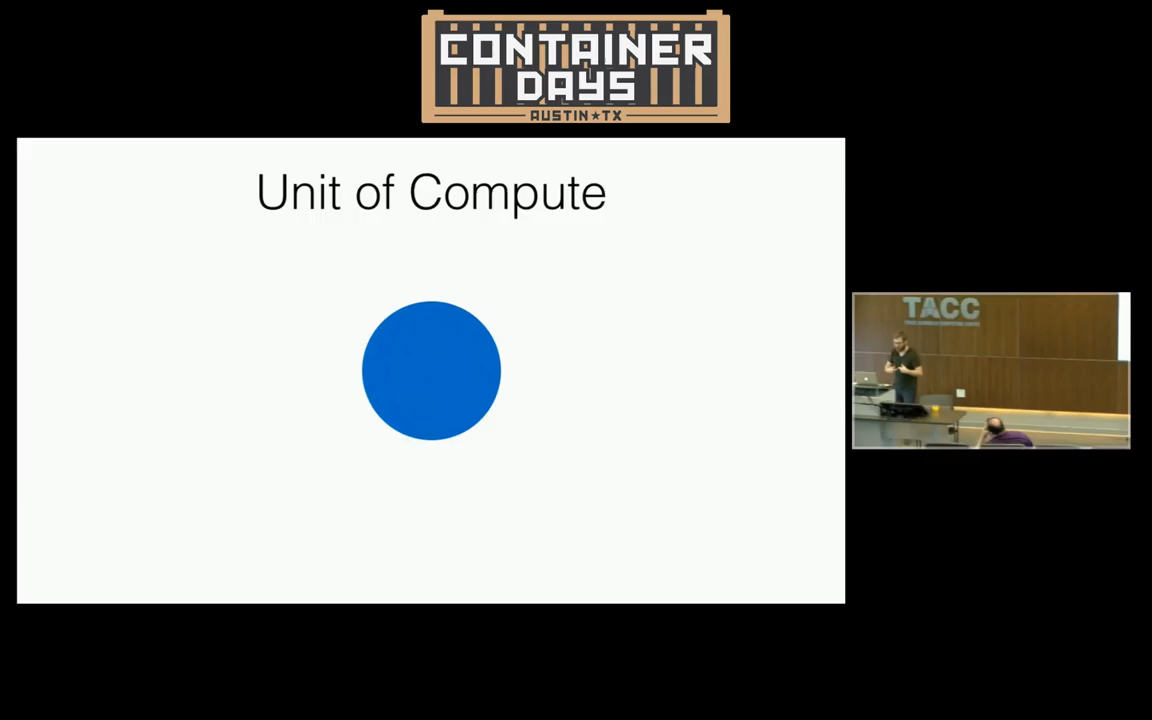 CONTAINER
DAYS
AUSTIN★TX
Unit of Compute
TACC